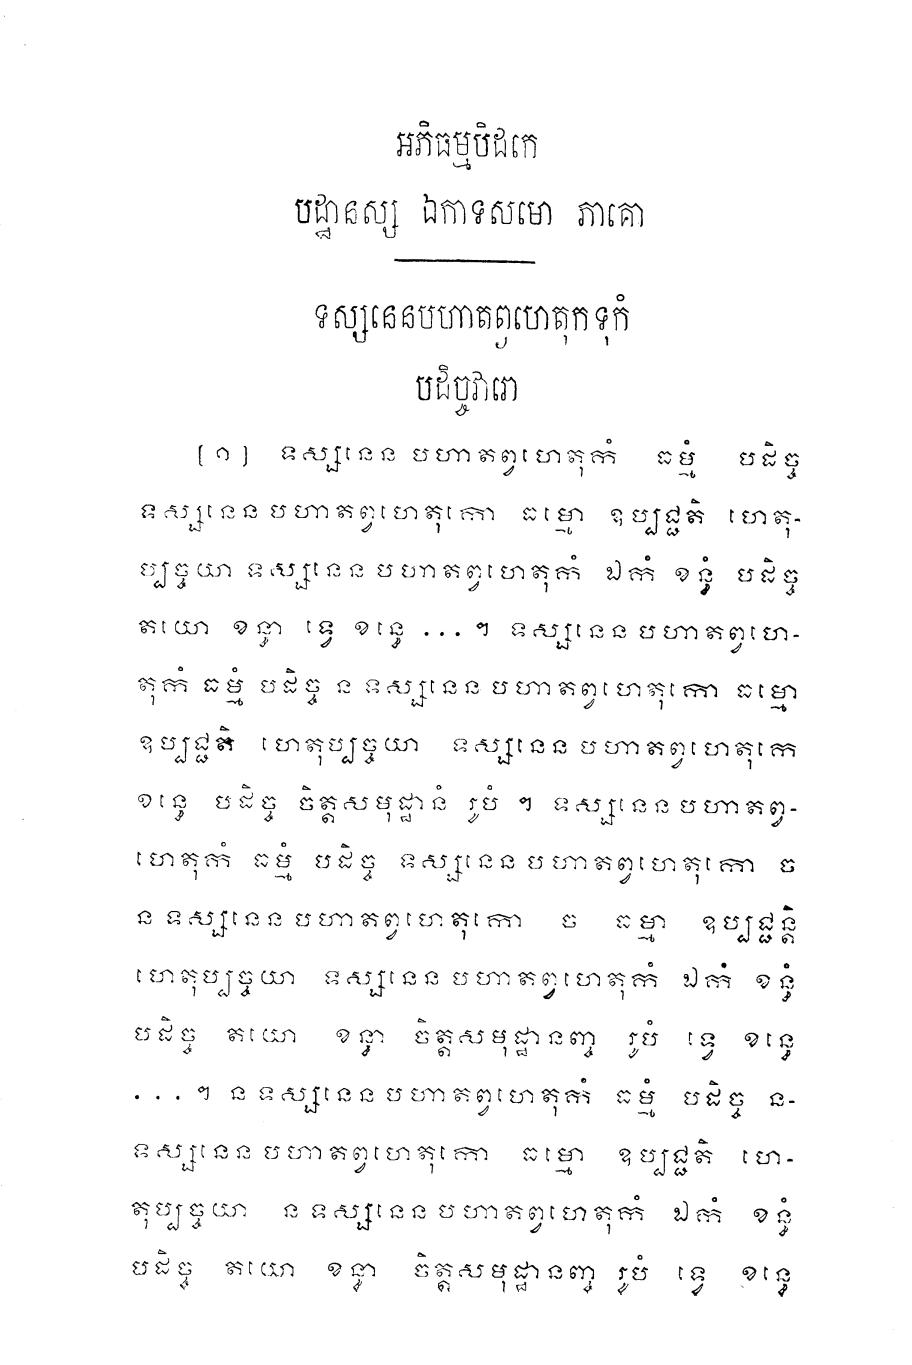 អភិធម្មបិដកេ
បដ្ឋានស្ស ឯកាទសមោ ភាគោ
ទស្សនេនបហាតព្វហេតុកទុកំ
បដិច្ចវារោ
[ ១ ] ទស្សនេនបហាតព្វហេតុកំ ធម្មំ បដិច្ច
ទស្សនេនបហាតព្វហេតុកោ ធម្មោ ឧប្បជ្ជតិ ហេតុ-
ប្បច្ចយា ទស្សនេនបហាតព្វហេតុកំ ឯកំ ខន្ធំ បដិច្ច
តយោ ខន្ធា ទ្វេ ខន្ធេ ... ។ ទស្សនេនបហាតព្វហេ-
តុកំ ធម្មំ បដិច្ច ន ទស្សនេនបហាតព្វហេតុកោ ធម្មោ
ឧប្បជ្ជតិ ហេតុប្បច្ចយា ទស្សនេនបហាតព្វហេតុកេ
ខន្ធេ បដិច្ច ចិត្តសមុដ្ឋានំ រូបំ ។ ទស្សនេនបហាតព្វ-
ហេតុកំ ធម្មំ បដិច្ច ទស្សនេនបហាតព្វហេតុកោ ច
ន ទស្សនេនបហាតព្វហេតុកោ ច ធម្មា ឧប្បជ្ជន្តិ
ហេតុប្បច្ចយា ទស្សនេនបហាតព្វហេតុកំ ឯកំ ខន្ធំ
បដិច្ច តយោ ខន្ធា ចិត្តសមុដ្ឋានញ្ច រូបំ ទ្វេ ខន្ធេ
... ។ ន ទស្សនេនបហាតព្វហេតុកំ ធម្មំ បដិច្ច ន-
ទស្សនេនបហាតព្វហេតុកោ ធម្មោ ឧប្បជ្ជតិ ហេ-
តុប្បច្ចយា ន ទស្សនេនបហាតព្វហេតុកំ ឯកំ ខន្ធំ
បដិច្ច តយោ ខន្ធា ចិត្តសមុដ្ឋានញ្ច រូបំ ទ្វេ ខន្ធេ